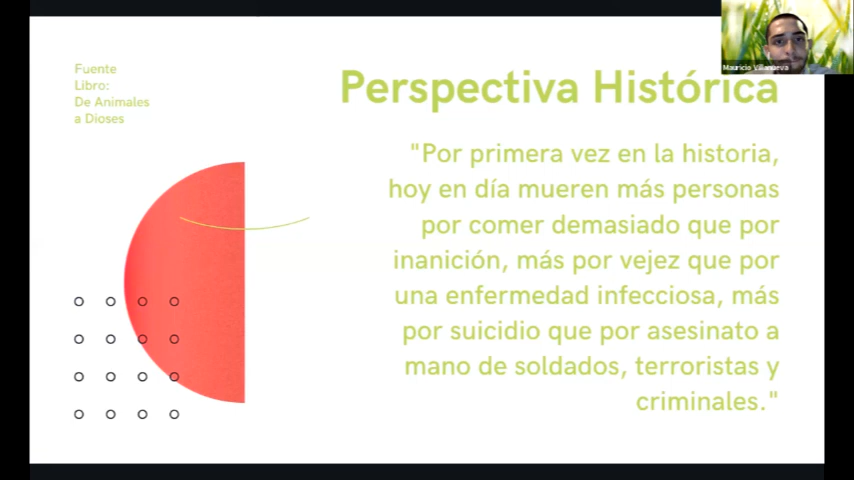 Fuente
Libro:
De Animales
a Dioses
Perspectiva Histórica
"Por primera vez en la historia,
hoy en día mueren más personas
por comer demasiado que por
inanición, más por vejez que por
una enfermedad infecciosa, más
por suicidio que por asesinato a
mano de soldados, terroristas y
criminales."
Mauricio Villanueva